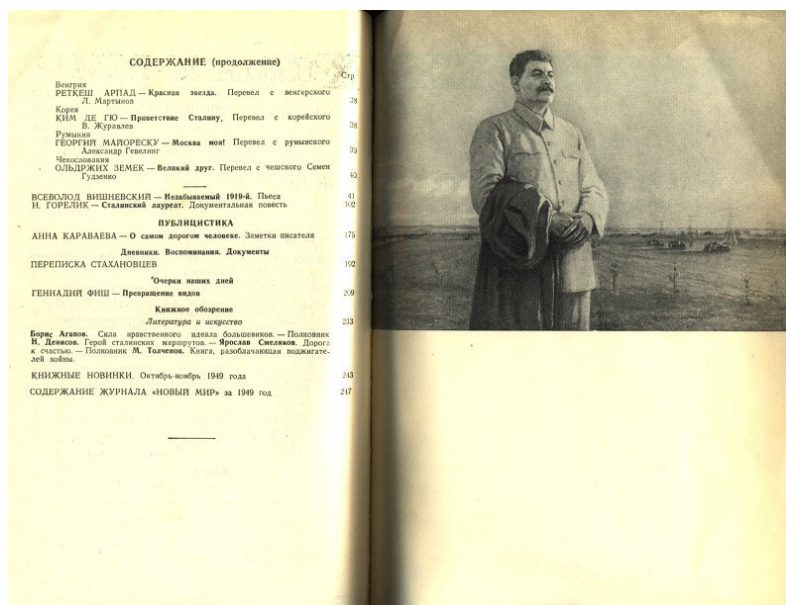 СОДЕРЖАНИЕ (продолжение)
Стр
Венгрия
РЕТКЕШ АРПАД — Красная звезда. Перевел с венгерского
Л. Мартынов 38
Корея
КИМ ДЕ ГЮ — Приветствие Сталину. Перевел с корейского
В. Журавлев 38
Румыния
ГЕОРГИЙ МАЙОРЕСКУ — Москва моя! Перевел с румынского
Александр Гевелинг 39
Чехословакия
ОЛЬДРЖИХ ЗЕМЕК — Великий друг. Перевел с чешского Семен
Гудзенко 40
ВСЕВОЛОД ВИШНЕВСКИЙ — Незабываемый 1919-й. Пьеса 41
И. ГОРЕЛИК — Сталинский лауреат. Документальная повесть 102
ПУБЛИЦИСТИКА
АННА КАРАВАЕВА — О самом дорогом человеке. Заметки писателя 175
Дневники. Воспоминания. Документы
ПЕРЕПИСКА СТАХАНОВЦЕВ 192
Очерки наших дней
ГЕННАДИЙ ФИШ — Превращение видов 209
Книжное обозрение
Литература и искусство 233
Борис Агапов. Сила нравственного идеала большевиков. — Полковник
Н. Денисов. Герой сталинских маршрутов. — Ярослав Смеляков. Дорога
к счастью. — Полковник М. Толченов. Книга, разоблачающая поджигате-
лей войны.
КНИЖНЫЕ НОВИНКИ. Октябрь-ноябрь 1949 года 243
СОДЕРЖАНИЕ ЖУРНАЛА «НОВЫЙ МИР» за 1949 год 247